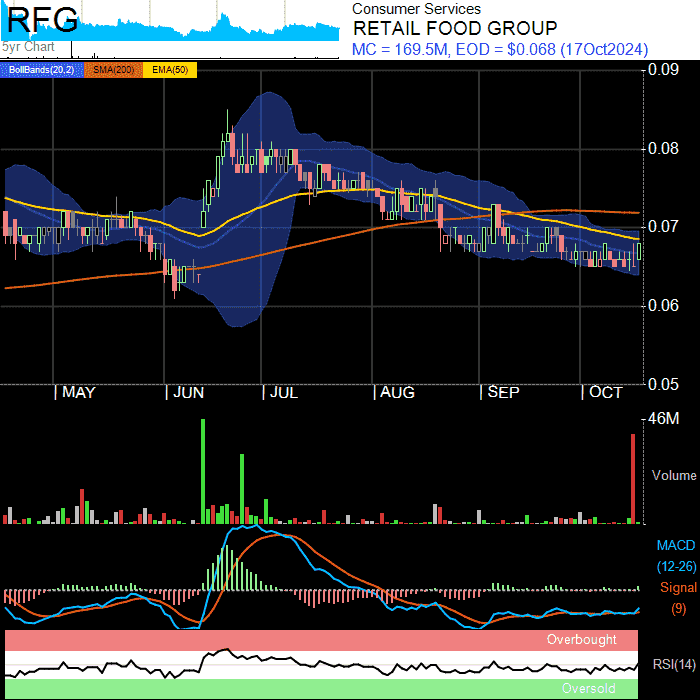 RFG
5yr Chart
Consumer Services
RETAIL FOOD GROUP
MC = 169.5M, EOD = $0.068 (17Oct2024)
BollBands(20,2) SMA(200) EMA(50)
0.09
0.08
0.07
0.06
0.05
MAY JUN JUL AUG SEP OCT
46M
Volume
MACD
(12-26)
Signal
(9)
Overbought
RSI(14)
Oversold